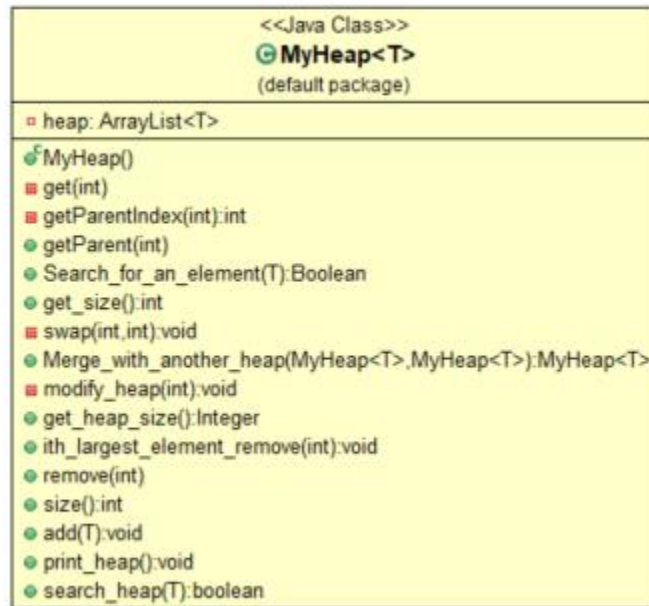 <<Java Class>>
MyHeap<T>
(default package)
heap: ArrayList<T>
MyHeap()
get(int)
getParentIndex(int):int
getParent(int)
Search_for_an_element(T):Boolean
get_size():int
swap(int,int):void
Merge_with_another_heap(MyHeap<T>,MyHeap<T>):MyHeap<T>
modify_heap(int):void
get_heap_size():Integer
ith_largest_element_remove(int):void
remove(int)
size():int
add(T):void
print_heap():void
search_heap(T):boolean